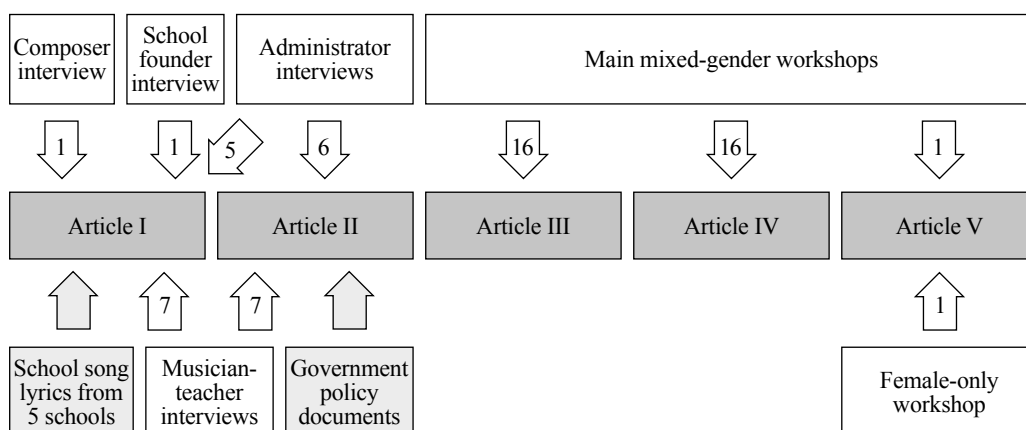 Composer
interview
School
founder
interview
Administrator
interviews
Main mixed-gender workshops
1
1
5
6
16
16
1
Article I
Article II
Article III
Article IV
Article V
7
7
1
School song
lyrics from
5 schools
Musician-
teacher
interviews
Government
policy
documents
Female-only
workshop